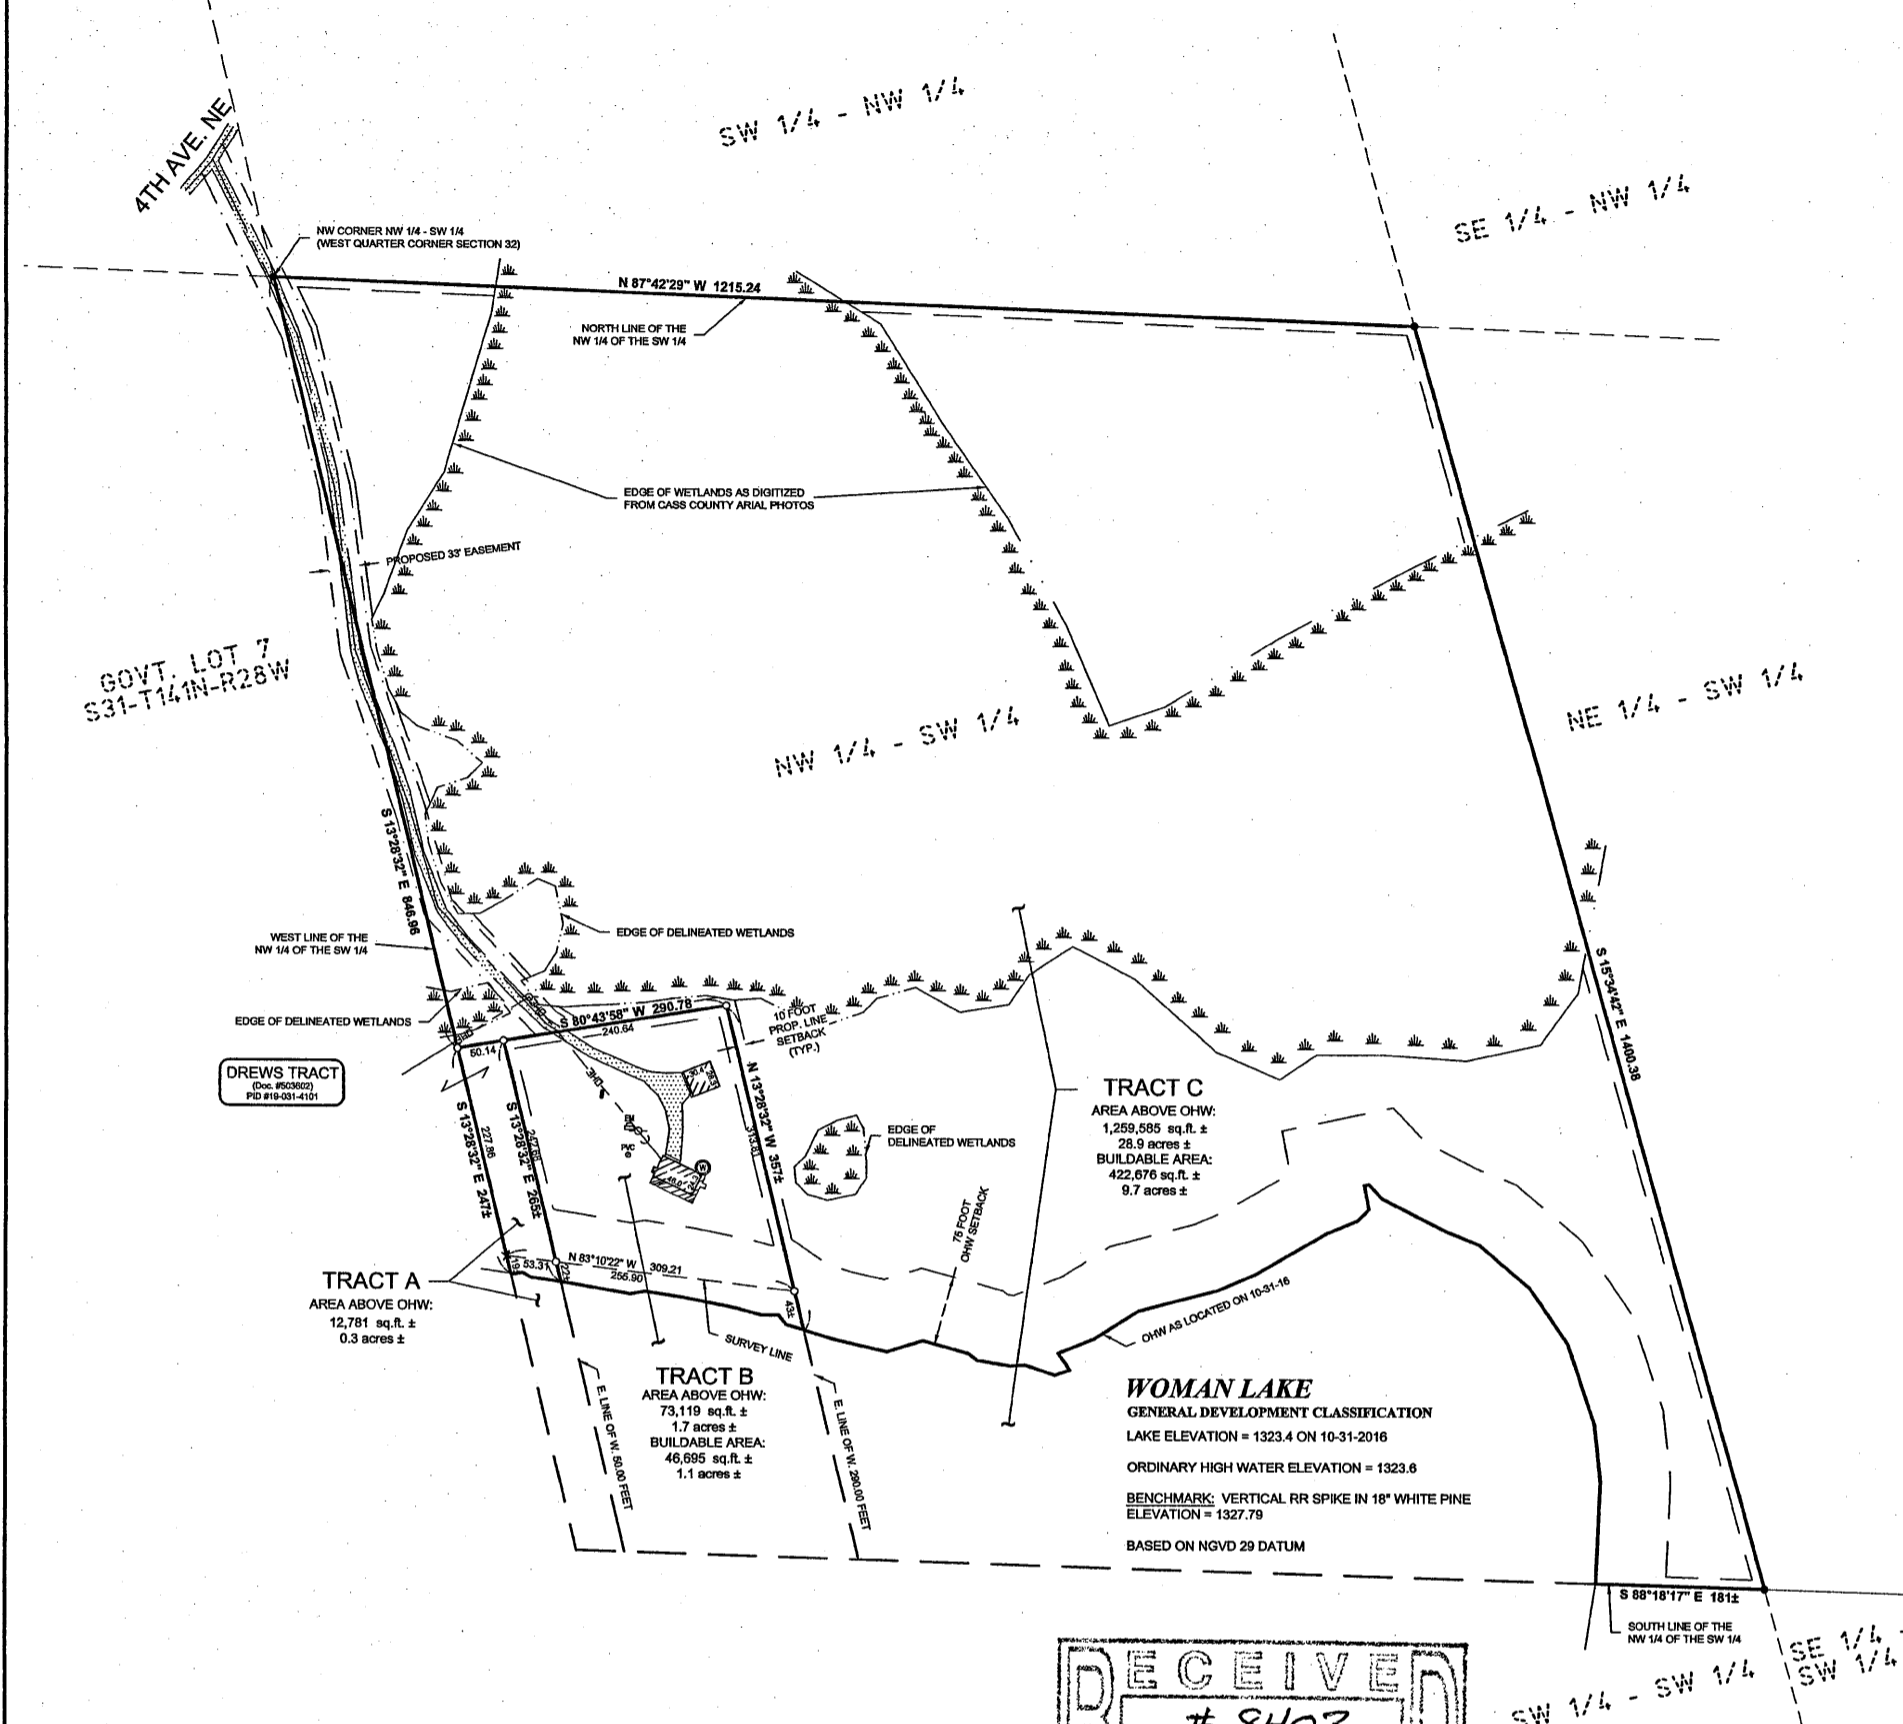 4TH AVE. NE
SW 1/4 - NW 1/4
SE 1/4 - NW 1/4
NW CORNER NW 1/4 - SW 1/4
(WEST QUARTER CORNER SECTION 32)
N 87°42'29" W 1215.24
NORTH LINE OF THE
NW 1/4 OF THE SW 1/4
EDGE OF WETLANDS AS DIGITIZED
FROM CASS COUNTY ARIAL PHOTOS
PROPOSED 33' EASEMENT
GOVT. LOT 7
S31-T141N-R28W
NW 1/4 - SW 1/4
NE 1/4 - SW 1/4
S 13°28'32" E 846.96
WEST LINE OF THE
NW 1/4 OF THE SW 1/4
EDGE OF DELINEATED WETLANDS
EDGE OF DELINEATED WETLANDS
S 80°43'58" W 290.78
240.64
50.14
10 FOOT
PROP. LINE
SETBACK
(TYP.)
S 15°34'42" E 1400.38
DREWS TRACT
(Doc. #503602)
PID #19-031-4101
OHE
S 13°28'32" E 247±
227.86
S 13°28'32" E 265±
242.68
N 13°28'32" W 357±
313.81
W
EDGE OF
DELINEATED WETLANDS
TRACT C
AREA ABOVE OHW:
1,259,585 sq.ft. ±
28.9 acres ±
BUILDABLE AREA:
422,676 sq.ft. ±
9.7 acres ±
75 FOOT
OHW SETBACK
N 83°10'22" W 309.21
53.31
255.90
19±
22±
43±
SURVEY LINE
OHW AS LOCATED ON 10-31-16
TRACT A
AREA ABOVE OHW:
12,781 sq.ft. ±
0.3 acres ±
TRACT B
AREA ABOVE OHW:
73,119 sq.ft. ±
1.7 acres ±
BUILDABLE AREA:
46,695 sq.ft. ±
1.1 acres ±
E. LINE OF W. 50.00 FEET
E. LINE OF W. 290.00 FEET
WOMAN LAKE
GENERAL DEVELOPMENT CLASSIFICATION
LAKE ELEVATION = 1323.4 ON 10-31-2016
ORDINARY HIGH WATER ELEVATION = 1323.6
BENCHMARK: VERTICAL RR SPIKE IN 18" WHITE PINE
ELEVATION = 1327.79
BASED ON NGVD 29 DATUM
S 88°18'17" E 181±
SOUTH LINE OF THE
NW 1/4 OF THE SW 1/4
SE 1/4 -
SW 1/4
SW 1/4 - SW 1/4
RECEIVED